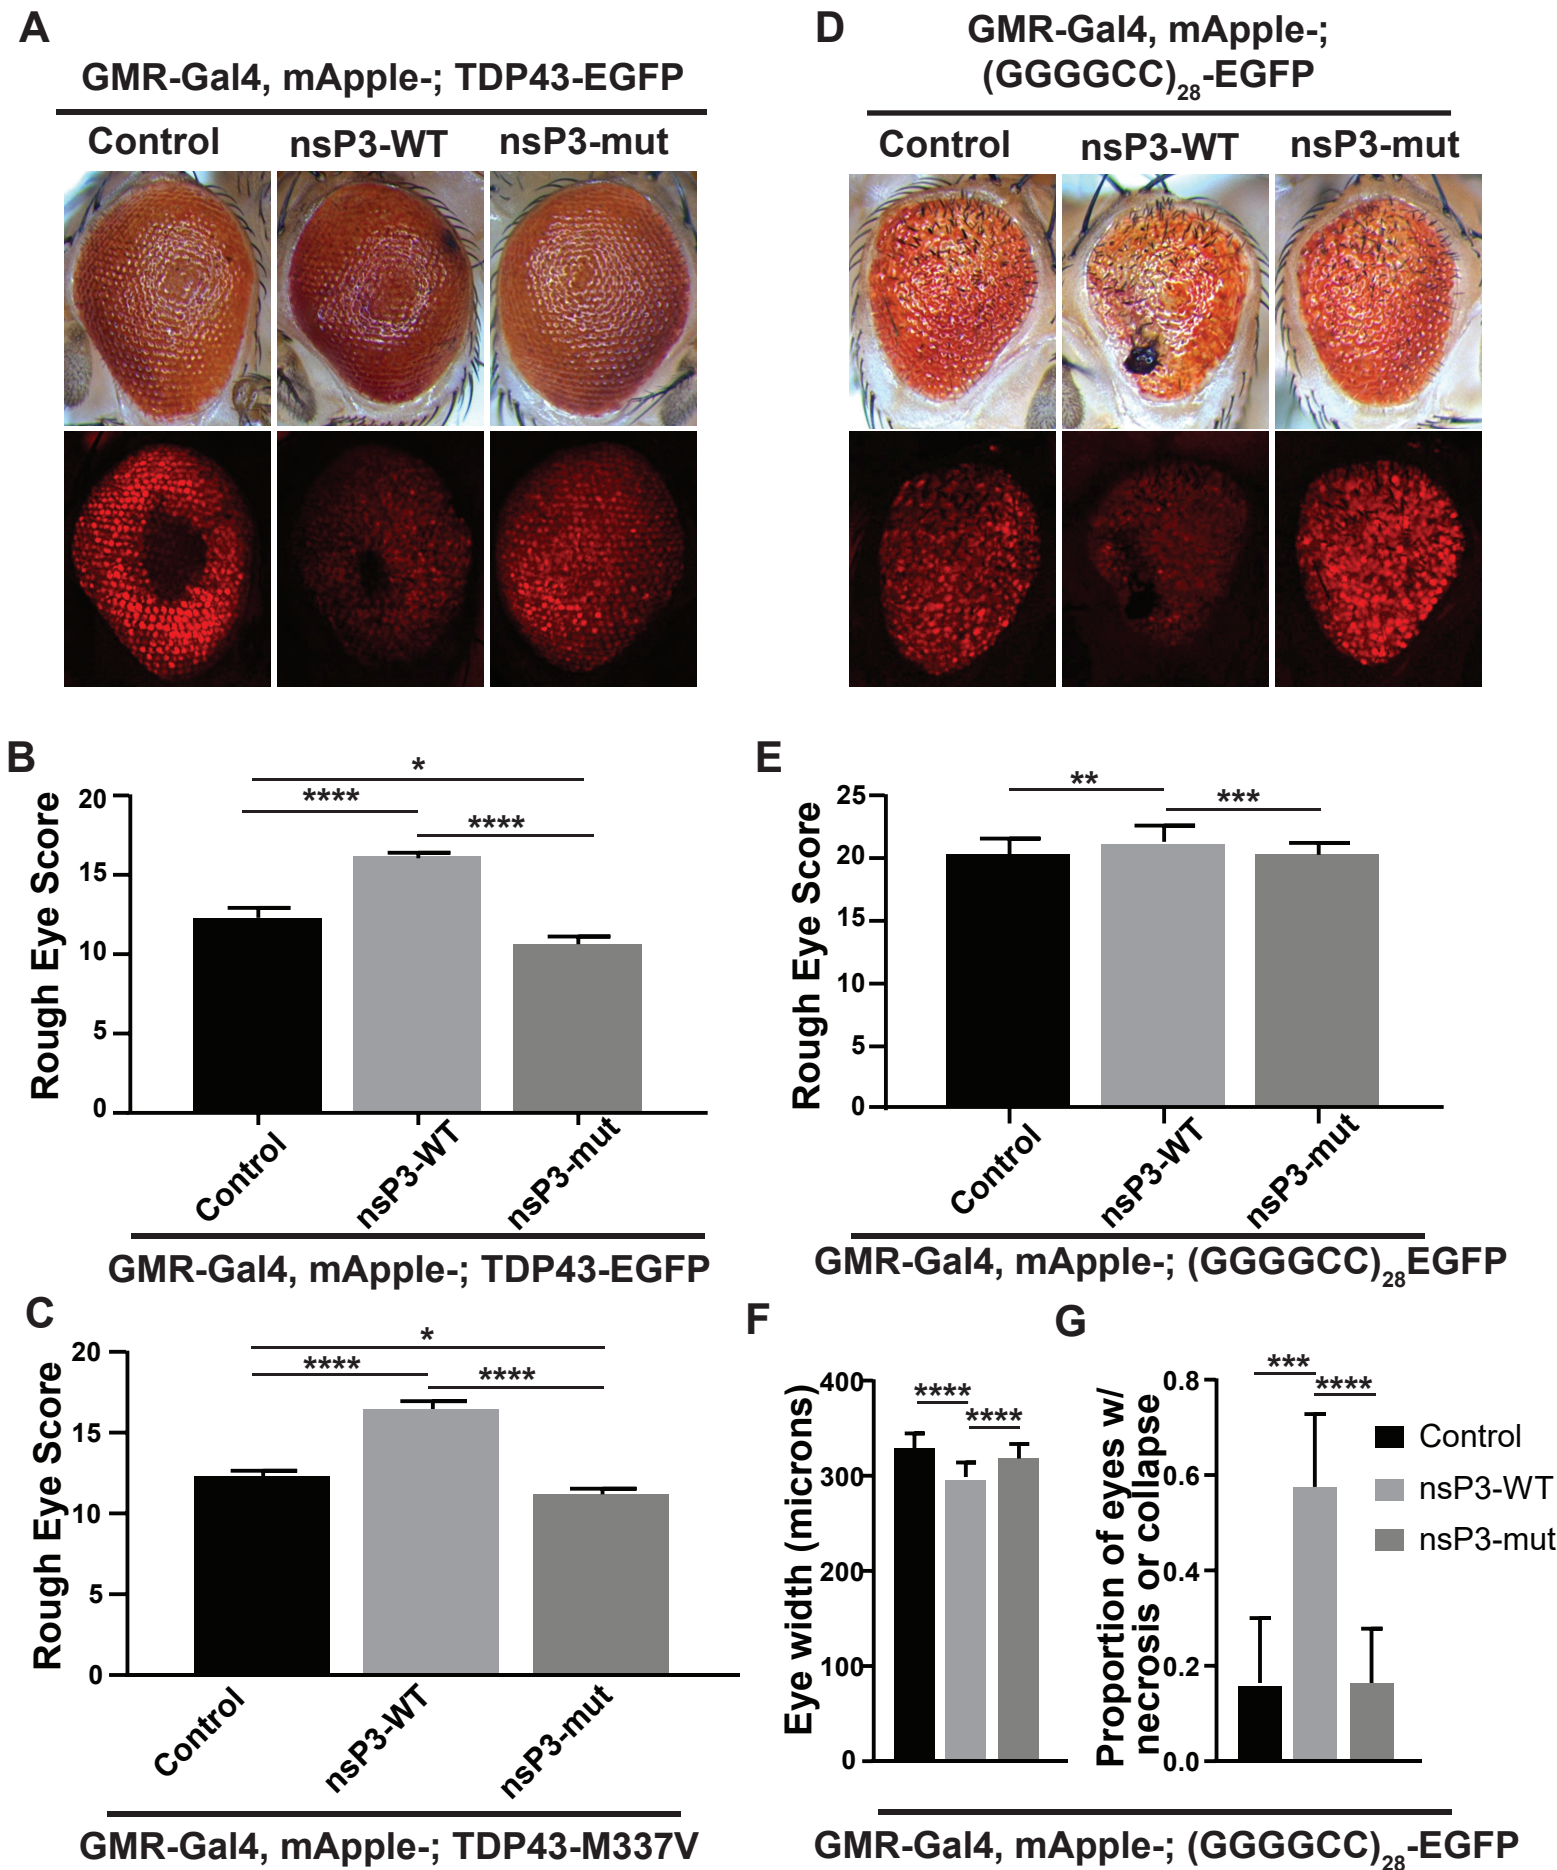 A
GMR-Gal4, mApple-; TDP43-EGFP
Control nsP3-WT nsP3-mut
D
GMR-Gal4, mApple-;
(GGGGCC)28-EGFP
Control nsP3-WT nsP3-mut
B
Rough Eye Score
20
15
10
5
0
*
****
****
Control
nsP3-WT
nsP3-mut
GMR-Gal4, mApple-; TDP43-EGFP
E
Rough Eye Score
25
20
15
10
5
0
**
***
Control
nsP3-WT
nsP3-mut
GMR-Gal4, mApple-; (GGGGCC)28EGFP
C
Rough Eye Score
20
15
10
5
0
*
****
****
Control
nsP3-WT
nsP3-mut
GMR-Gal4, mApple-; TDP43-M337V
F
Eye width (microns)
400
300
200
100
0
****
****
G
Proportion of eyes w/
necrosis or collapse
0.8
0.6
0.4
0.2
0.0
***
****
Control
nsP3-WT
nsP3-mut
GMR-Gal4, mApple-; (GGGGCC)28-EGFP